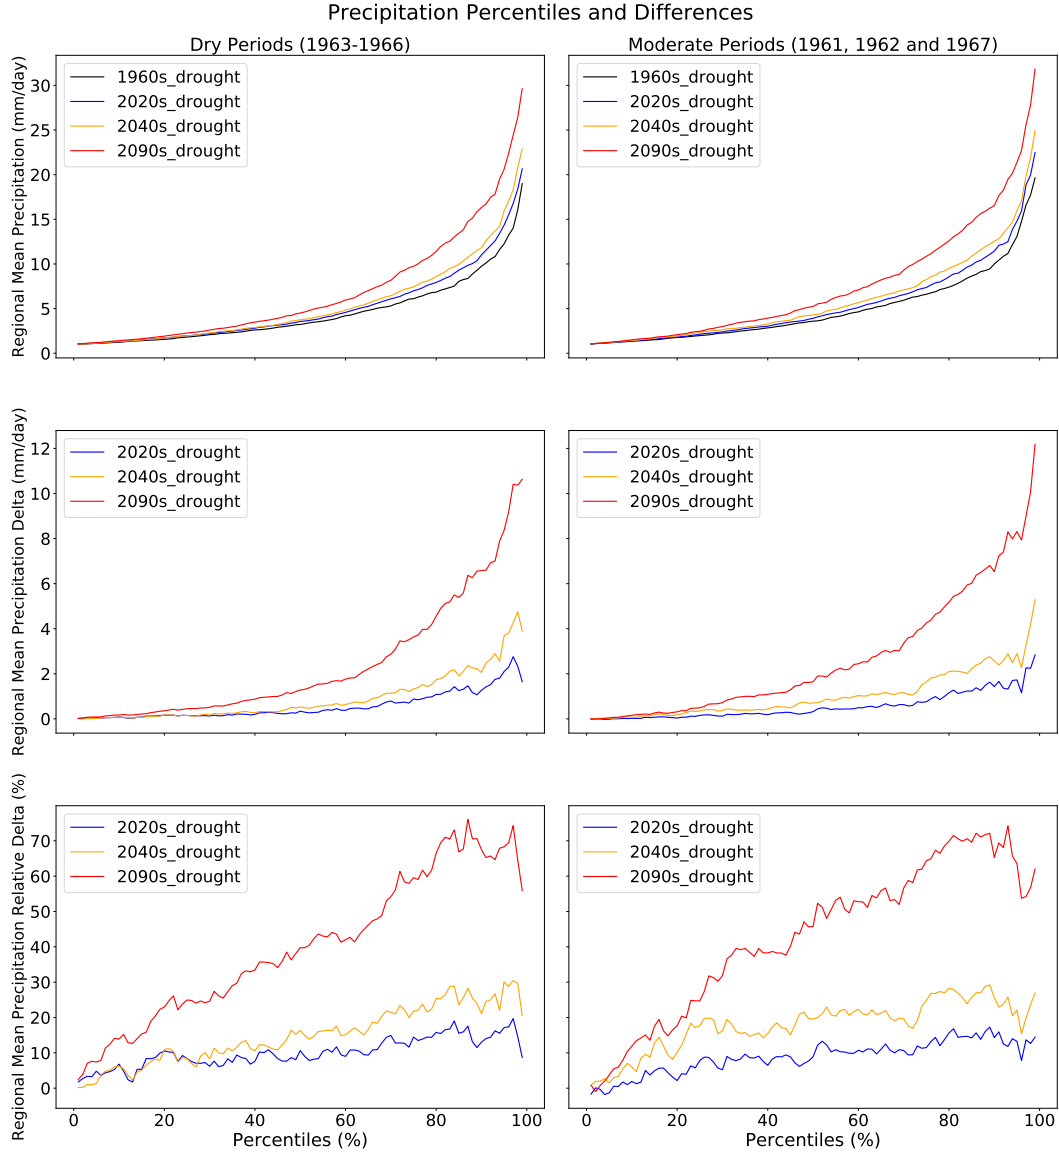 Precipitation Percentiles and Differences
Dry Periods (1963-1966)
Moderate Periods (1961, 1962 and 1967)
Regional Mean Precipitation (mm/day)
30
25
20
15
10
5
0
1960s_drought
2020s_drought
2040s_drought
2090s_drought
1960s_drought
2020s_drought
2040s_drought
2090s_drought
Regional Mean Precipitation Delta (mm/day)
12
10
8
6
4
2
0
2020s_drought
2040s_drought
2090s_drought
2020s_drought
2040s_drought
2090s_drought
Regional Mean Precipitation Relative Delta (%)
70
60
50
40
30
20
10
0
2020s_drought
2040s_drought
2090s_drought
2020s_drought
2040s_drought
2090s_drought
0 20 40 60 80 100
0 20 40 60 80 100
Percentiles (%)
Percentiles (%)